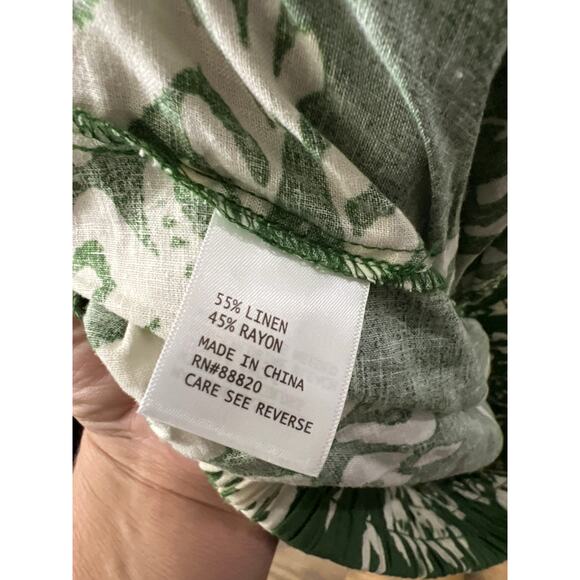 55% LINEN
45% RAYON
MADE IN CHINA
RN#88820
CARE SEE REVERSE